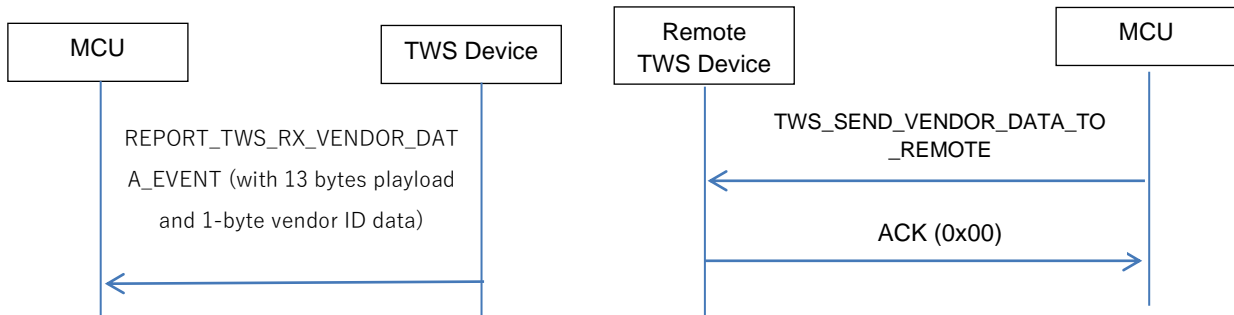 MCU
TWS Device
REPORT_TWS_RX_VENDOR_DAT
A_EVENT (with 13 bytes playload
and 1-byte vendor ID data)
Remote
TWS Device
MCU
TWS_SEND_VENDOR_DATA_TO
_REMOTE
ACK (0x00)